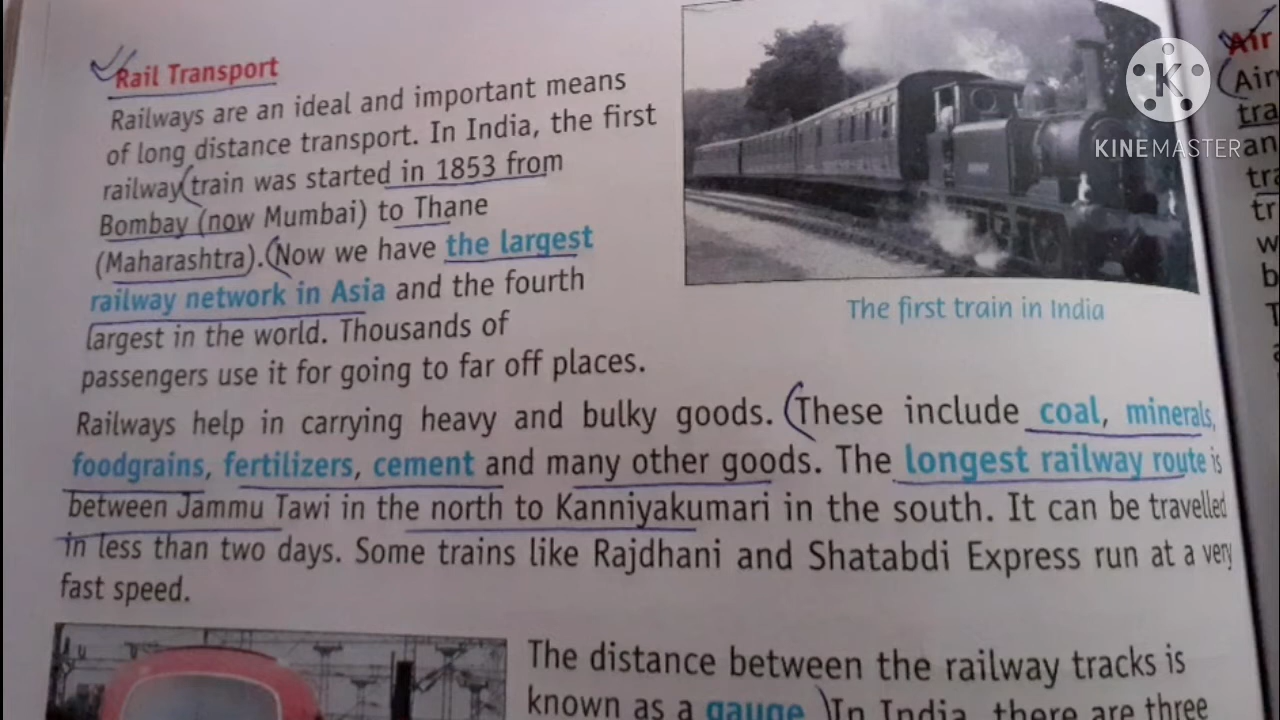 Rail Transport
Railways are an ideal and important means
of long distance transport. In India, the first
railway(train was started in 1853 from
Bombay (now Mumbai) to Thane
(Maharashtra).(Now we have the largest
railway network in Asia and the fourth
largest in the world. Thousands of
passengers use it for going to far off places.
The first train in India
Railways help in carrying heavy and bulky goods. (These include coal, minerals,
foodgrains, fertilizers, cement and many other goods. The longest railway route is
between Jammu Tawi in the north to Kanniyakumari in the south. It can be travelled
in less than two days. Some trains like Rajdhani and Shatabdi Express run at a very
fast speed.
The distance between the railway tracks is
known as a gauge.)In India, there are three
K
KINEMASTER
Air